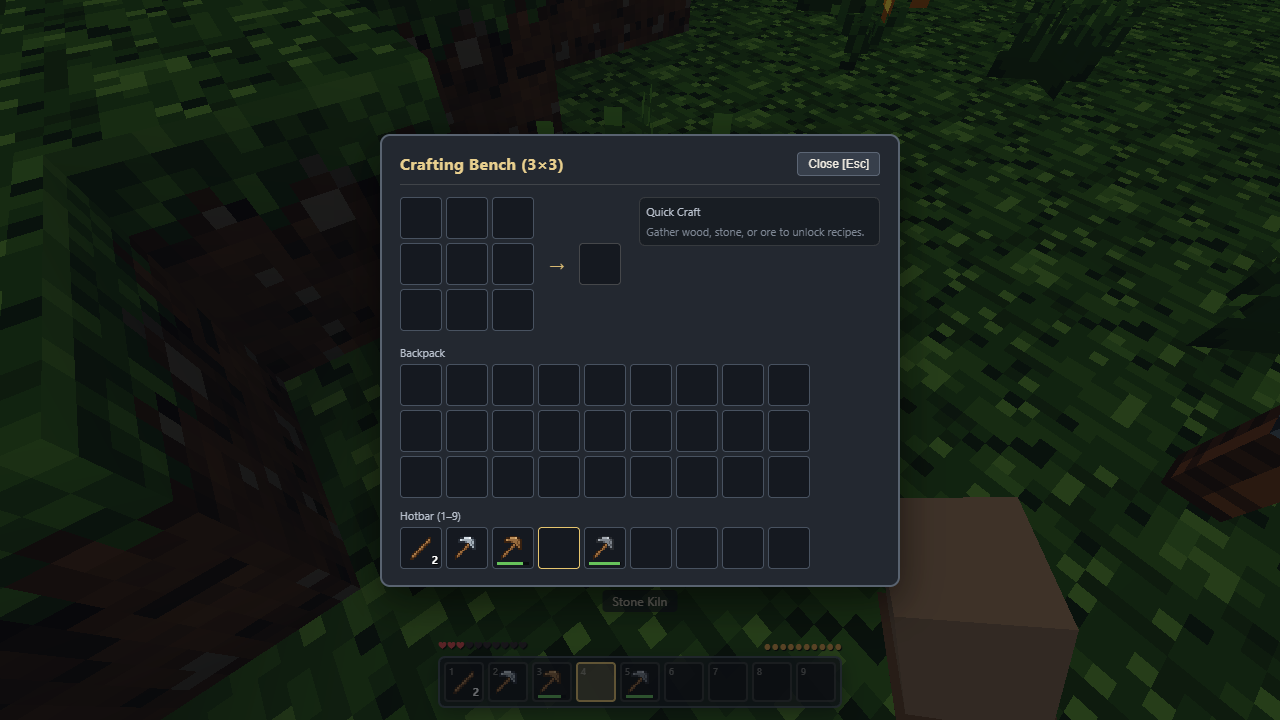 Crafting Bench (3×3)
Close [Esc]
Quick Craft
Gather wood, stone, or ore to unlock recipes.
→
Backpack
Hotbar (1–9)
2
Stone Kiln
1 2 3 4 5 6 7 8 9
2